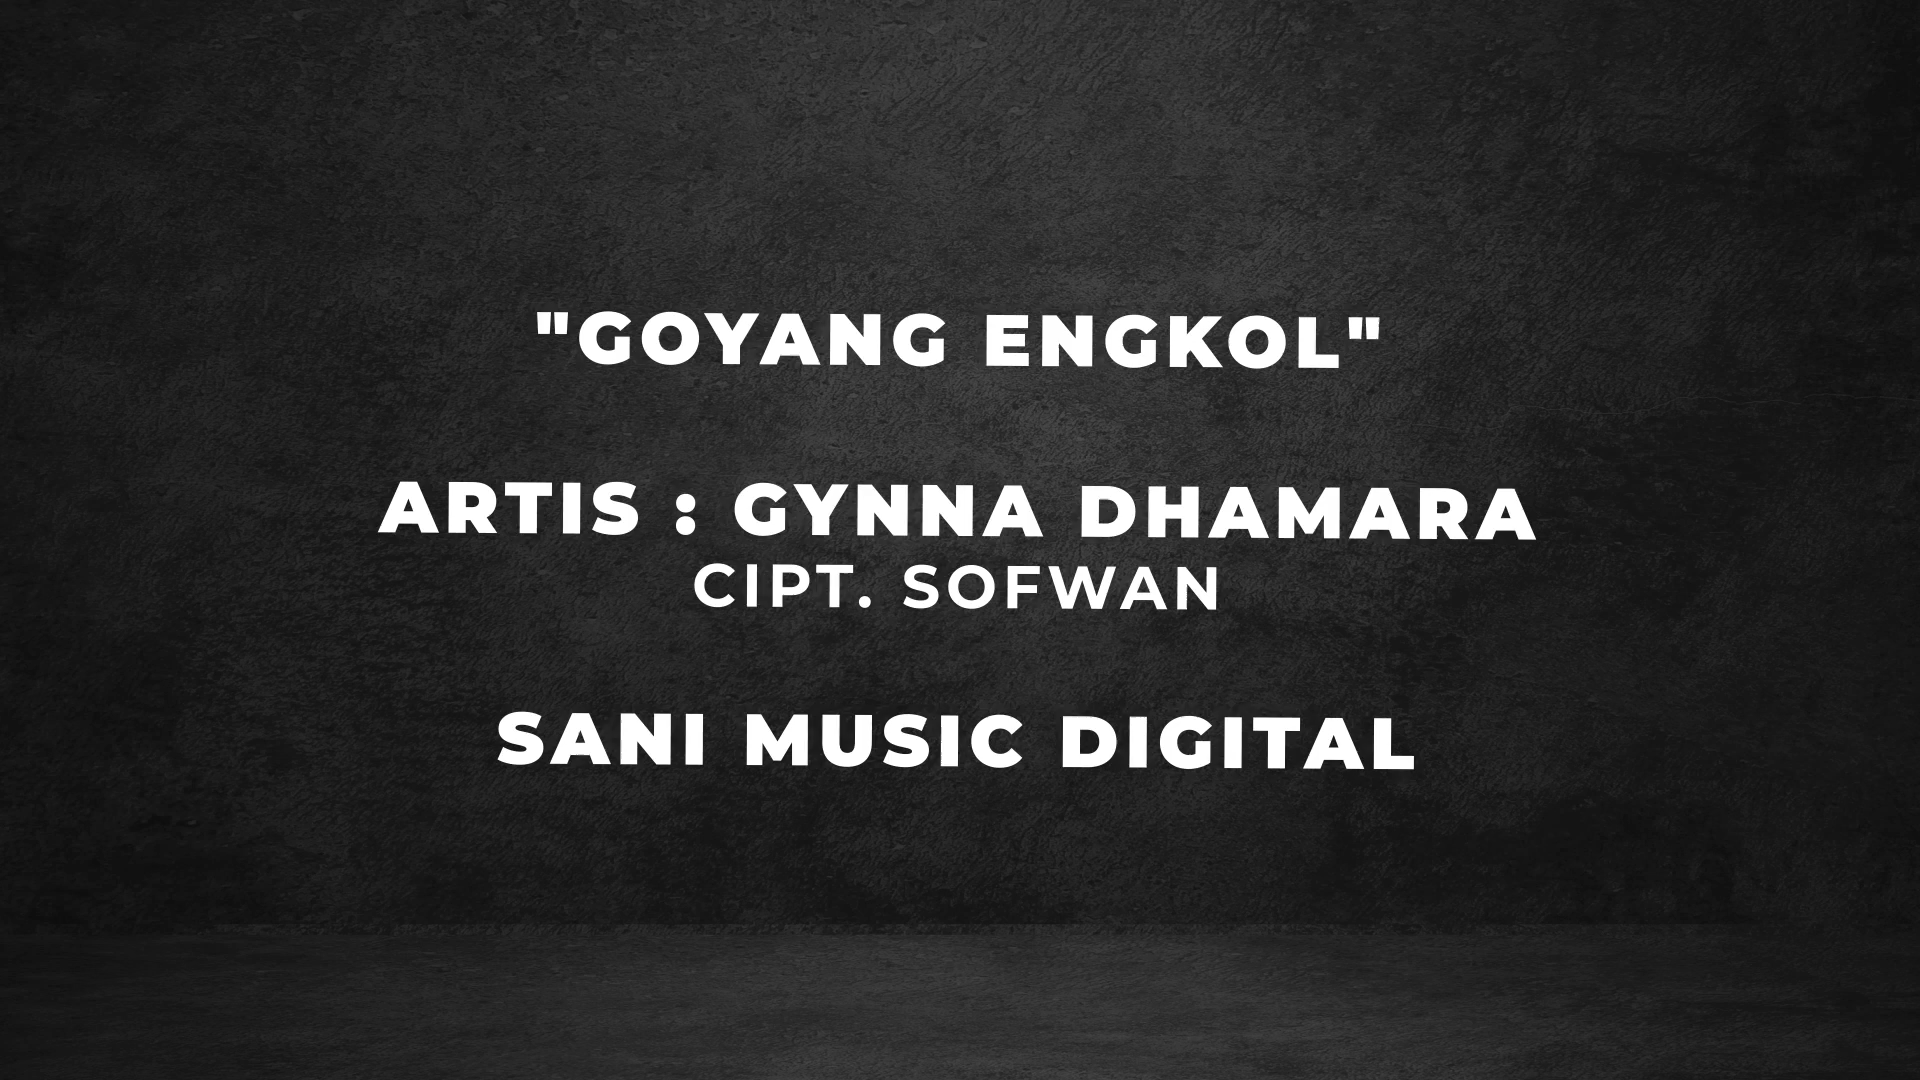 "GOYANG ENGKOL"
ARTIS : GYNNA DHAMARA
CIPT. SOFWAN
SANI MUSIC DIGITAL